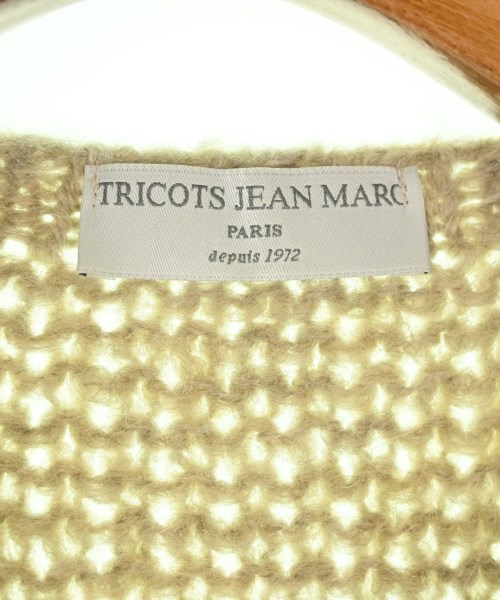 TRICOTS JEAN MARC
PARIS
depuis 1972